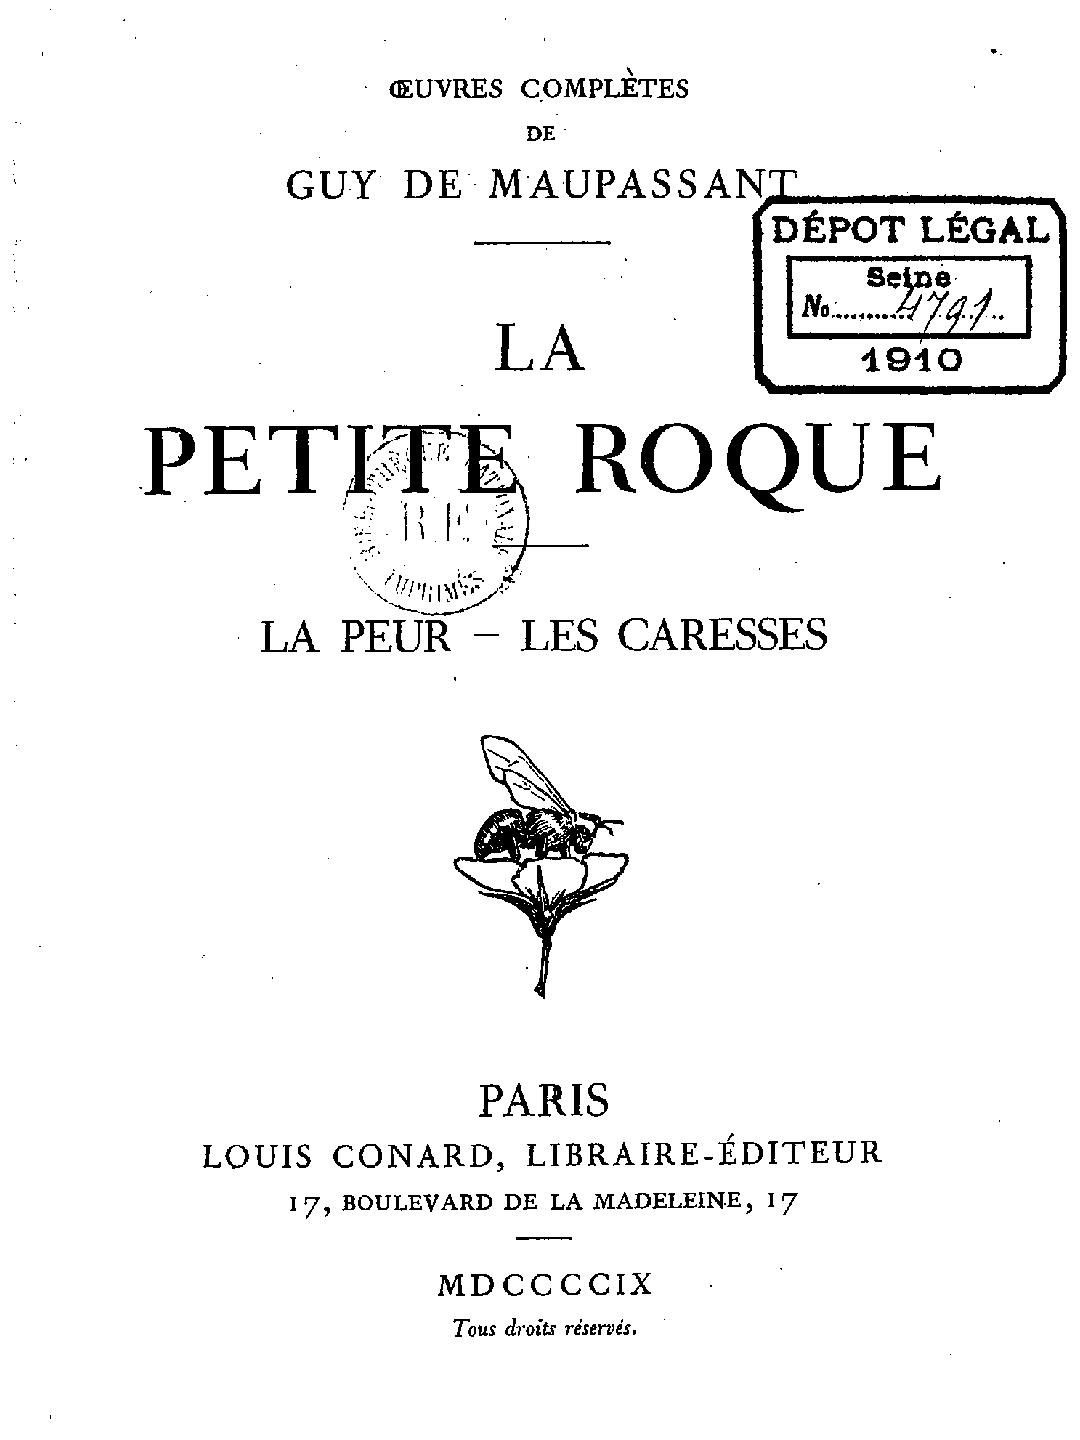 ŒUVRES COMPLÈTES
DE
GUY DE MAUPASSANT
DÉPOT LÉGAL
Seine
No 4791
1910
LA
PETITE ROQUE
R F
IMPRIMÉS
LA PEUR – LES CARESSES
PARIS
LOUIS CONARD, LIBRAIRE-ÉDITEUR
17, BOULEVARD DE LA MADELEINE, 17
MDCCCCIX
Tous droits réservés.